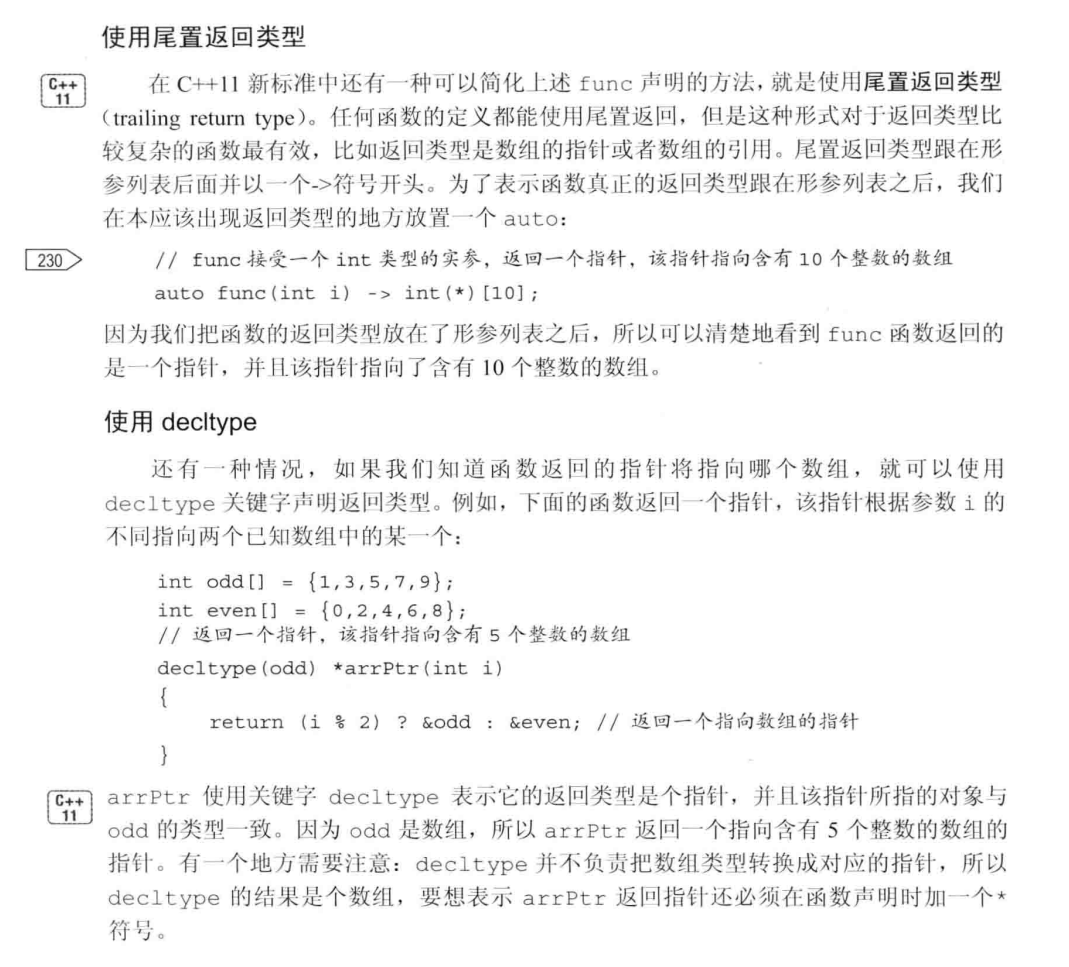 使用尾置返回类型
C++
11
在 C++11 新标准中还有一种可以简化上述 func 声明的方法，就是使用尾置返回类型
（trailing return type）。任何函数的定义都能使用尾置返回，但是这种形式对于返回类型比
较复杂的函数最有效，比如返回类型是数组的指针或者数组的引用。尾置返回类型跟在形
参列表后面并以一个->符号开头。为了表示函数真正的返回类型跟在形参列表之后，我们
在本应该出现返回类型的地方放置一个 auto：
230
// func 接受一个 int 类型的实参，返回一个指针，该指针指向含有 10 个整数的数组
auto func(int i) -> int(*)[10];
因为我们把函数的返回类型放在了形参列表之后，所以可以清楚地看到 func 函数返回的
是一个指针，并且该指针指向了含有 10 个整数的数组。
使用 decltype
还有一种情况，如果我们知道函数返回的指针将指向哪个数组，就可以使用
decltype 关键字声明返回类型。例如，下面的函数返回一个指针，该指针根据参数 i 的
不同指向两个已知数组中的某一个：
int odd[] = {1,3,5,7,9};
int even[] = {0,2,4,6,8};
// 返回一个指针，该指针指向含有 5 个整数的数组
decltype(odd) *arrPtr(int i)
{
return (i % 2) ? &odd : &even; // 返回一个指向数组的指针
}
C++
11
arrPtr 使用关键字 decltype 表示它的返回类型是个指针，并且该指针所指的对象与
odd 的类型一致。因为 odd 是数组，所以 arrPtr 返回一个指向含有 5 个整数的数组的
指针。有一个地方需要注意：decltype 并不负责把数组类型转换成对应的指针，所以
decltype 的结果是个数组，要想表示 arrPtr 返回指针还必须在函数声明时加一个*
符号。